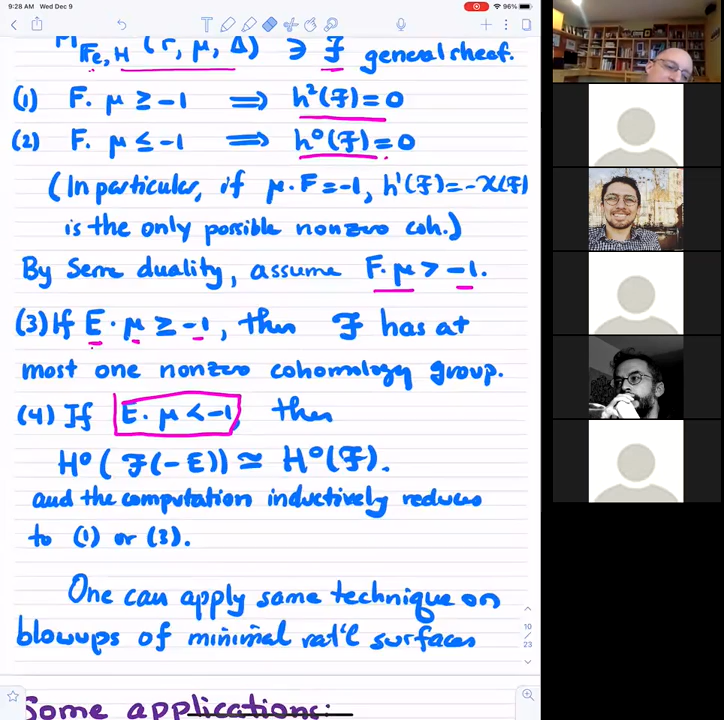 9:28 AM Wed Dec 9
96%
M F_e, H (r, μ, Δ) ∋ F general sheaf.
(1) F. μ ≥ -1 ⟹ h²(F) = 0
(2) F. μ ≤ -1 ⟹ h⁰(F) = 0
(In particular, if μ·F = -1, h¹(F) = -χ(F)
is the only possible nonzero coh.)
By Serre duality, assume F·μ > -1.
(3) If E·μ ≥ -1, then F has at
most one nonzero cohomology group.
(4) If E·μ < -1, then
H⁰(F(-E)) ≅ H⁰(F).
and the computation inductively reduces
to (1) or (3).
One can apply same technique on
blowups of minimal rat'l surfaces
10
/
23
Some applications: